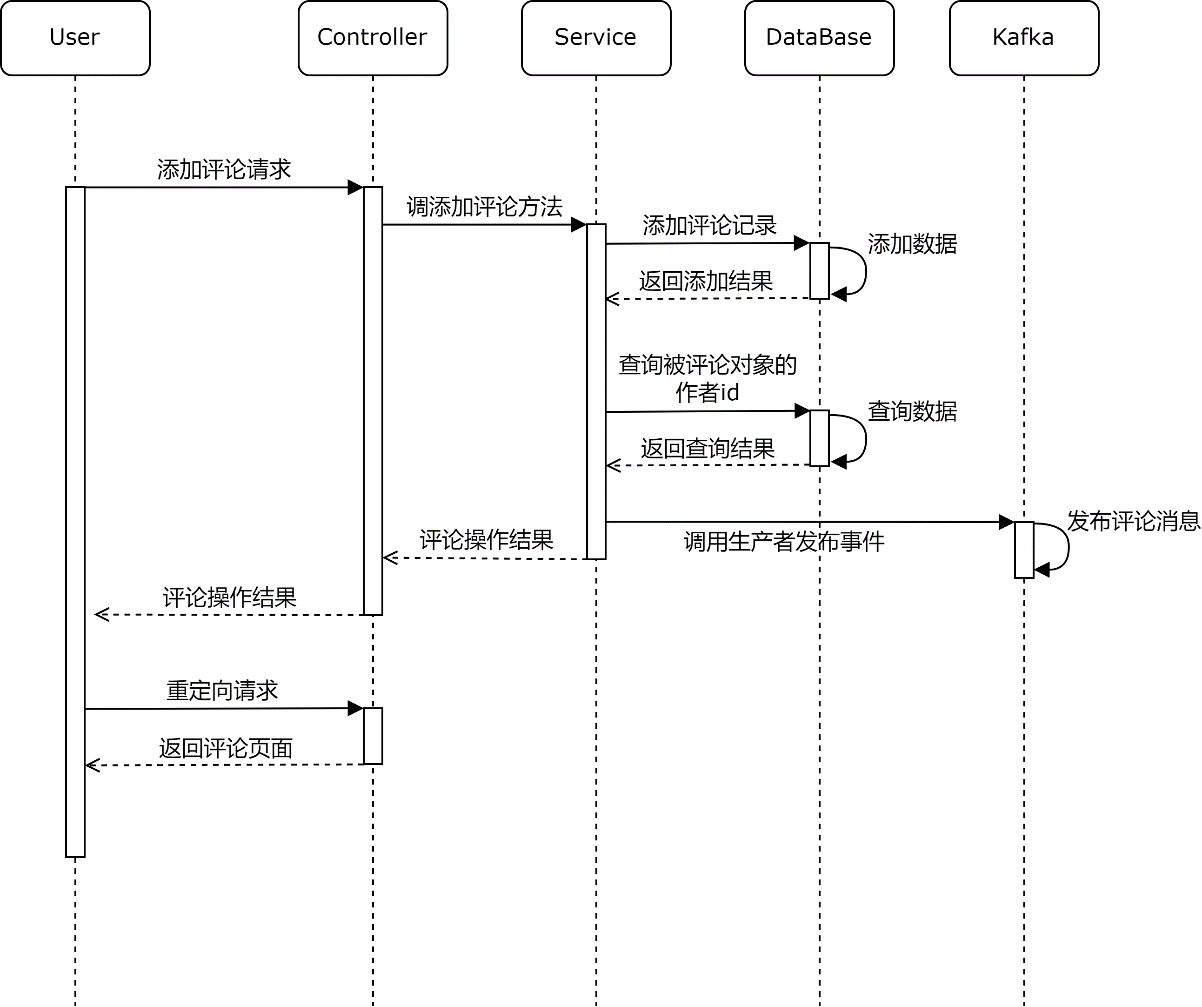 User
Controller
Service
DataBase
Kafka
添加评论请求
调添加评论方法
添加评论记录
添加数据
返回添加结果
查询被评论对象的
作者id
查询数据
返回查询结果
发布评论消息
调用生产者发布事件
评论操作结果
评论操作结果
重定向请求
返回评论页面